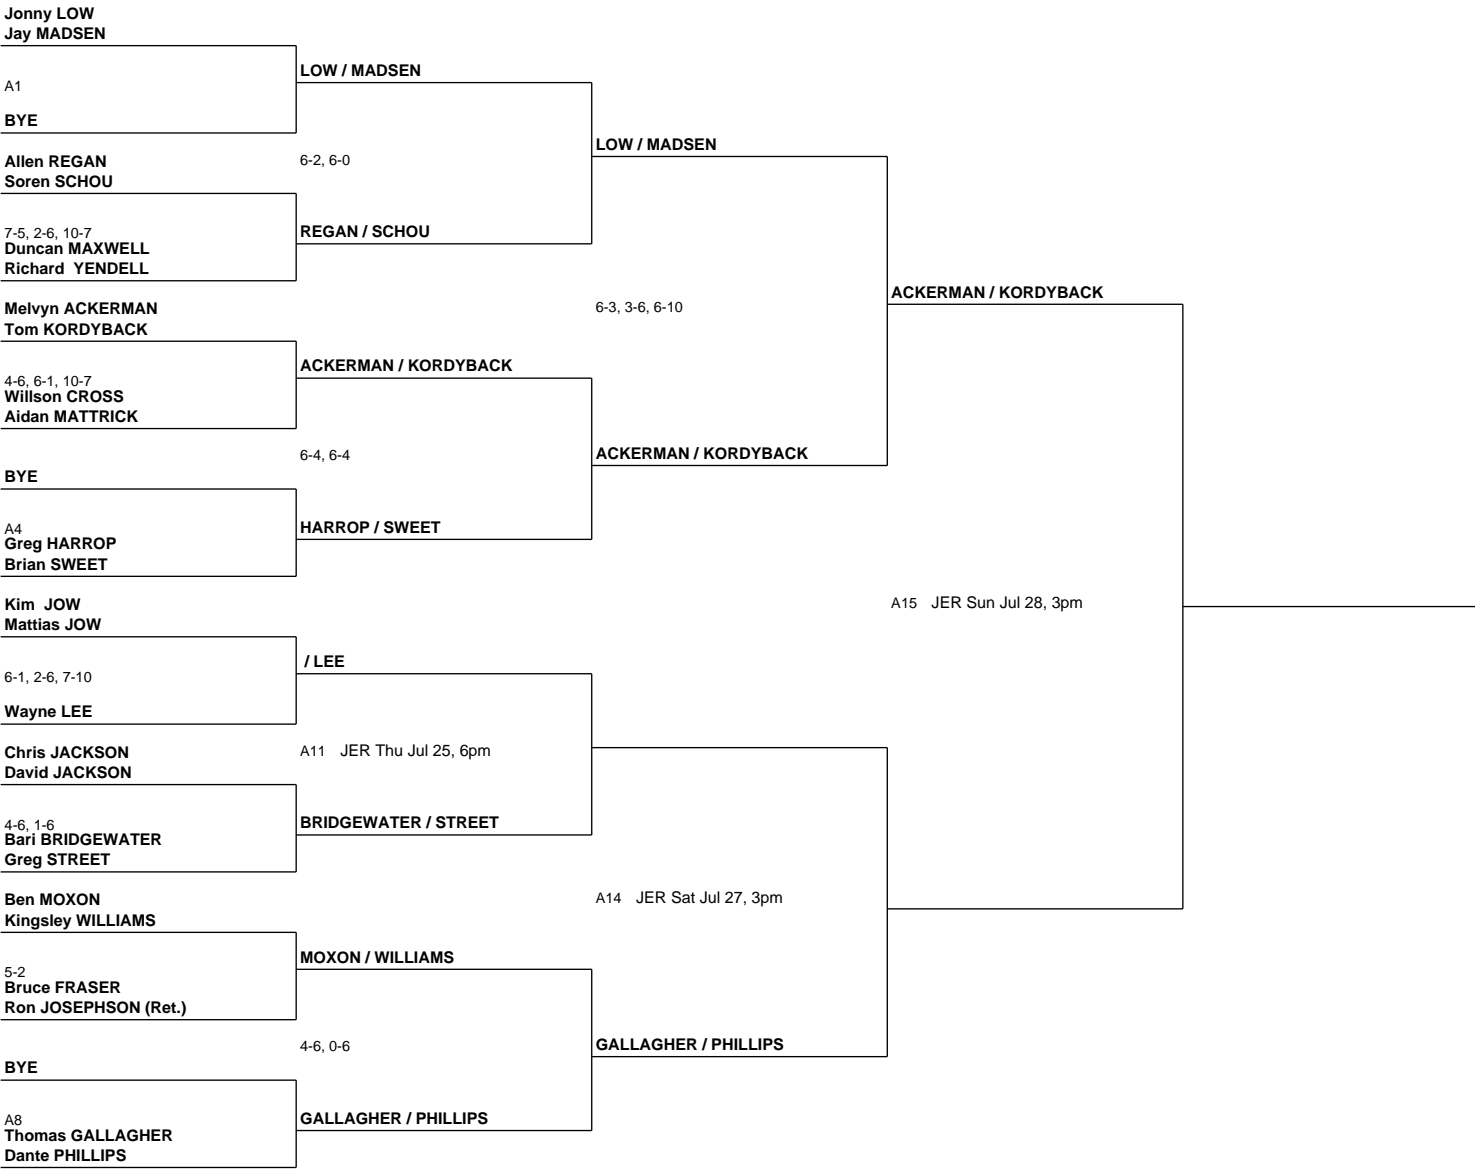 Jonny LOW
Jay MADSEN
A1
BYE
Allen REGAN
Soren SCHOU
7-5, 2-6, 10-7
Duncan MAXWELL
Richard YENDELL
Melvyn ACKERMAN
Tom KORDYBACK
4-6, 6-1, 10-7
Willson CROSS
Aidan MATTRICK
BYE
A4
Greg HARROP
Brian SWEET
Kim JOW
Mattias JOW
6-1, 2-6, 7-10
Wayne LEE
Chris JACKSON
David JACKSON
4-6, 1-6
Bari BRIDGEWATER
Greg STREET
Ben MOXON
Kingsley WILLIAMS
5-2
Bruce FRASER
Ron JOSEPHSON (Ret.)
BYE
A8
Thomas GALLAGHER
Dante PHILLIPS
LOW / MADSEN
6-2, 6-0
REGAN / SCHOU
ACKERMAN / KORDYBACK
6-4, 6-4
HARROP / SWEET
/ LEE
A11 JER Thu Jul 25, 6pm
BRIDGEWATER / STREET
MOXON / WILLIAMS
4-6, 0-6
GALLAGHER / PHILLIPS
LOW / MADSEN
6-3, 3-6, 6-10
ACKERMAN / KORDYBACK
A14 JER Sat Jul 27, 3pm
GALLAGHER / PHILLIPS
ACKERMAN / KORDYBACK
A15 JER Sun Jul 28, 3pm